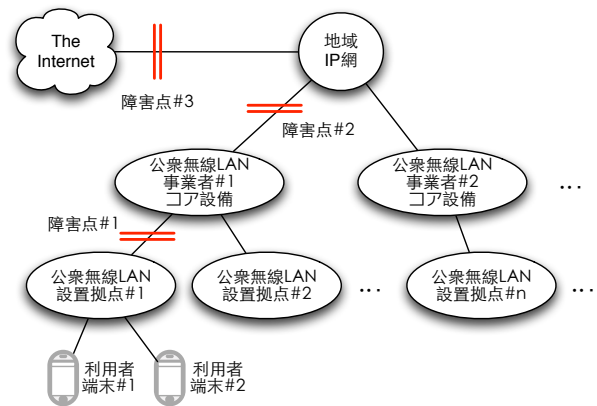 The
Internet
地域
IP網
障害点#3
障害点#2
公衆無線LAN
事業者#1
コア設備
公衆無線LAN
事業者#2
コア設備
...
障害点#1
公衆無線LAN
設置拠点#1
公衆無線LAN
設置拠点#2
...
公衆無線LAN
設置拠点#n
...
利用者
端末#1
利用者
端末#2